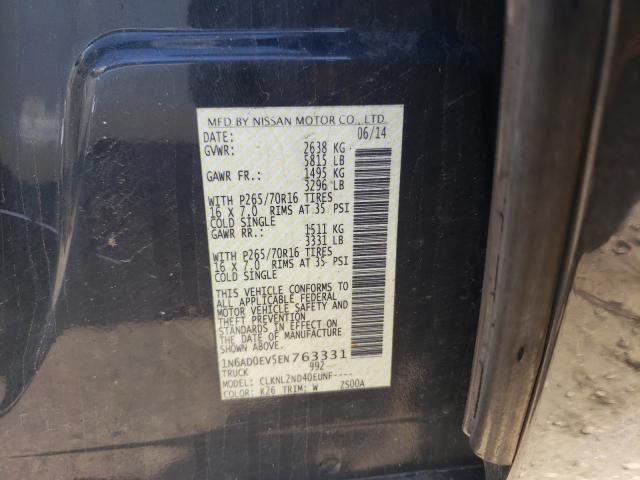 MFD BY NISSAN MOTOR CO., LTD.
DATE: 06/14
GVWR: 2638 KG
5815 LB
GAWR FR.: 1495 KG
3296 LB
WITH P265/70R16 TIRES
16 X 7.0 RIMS AT 35 PSI
COLD SINGLE
GAWR RR.: 1511 KG
3331 LB
WITH P265/70R16 TIRES
16 X 7.0 RIMS AT 35 PSI
COLD SINGLE
THIS VEHICLE CONFORMS TO
ALL APPLICABLE FEDERAL
MOTOR VEHICLE SAFETY AND
THEFT PREVENTION
STANDARDS IN EFFECT ON
THE DATE OF MANUFACTURE
SHOWN ABOVE.
1N6AD0EV5EN763331
TRUCK 992
MODEL: CLKNLZND40EUNF----
COLOR: K26 TRIM: W ZS00A